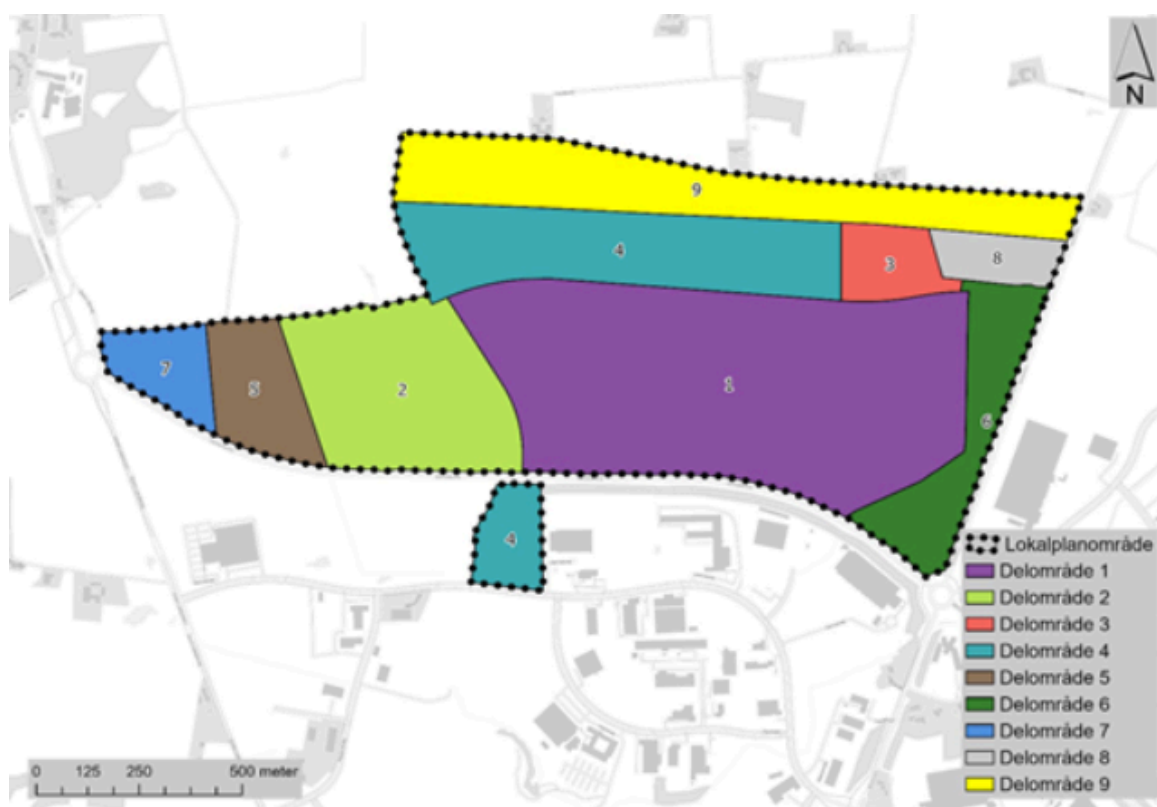 N
9
4
3
8
7
5
2
1
6
4
Lokalplanområde
Delområde 1
Delområde 2
Delområde 3
Delområde 4
Delområde 5
Delområde 6
Delområde 7
Delområde 8
Delområde 9
0 125 250 500 meter